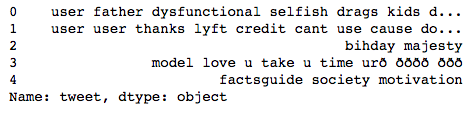 0 user father dysfunctional selfish drags kids d...
1 user user thanks lyft credit cant use cause do...
2 bihday majesty
3 model love u take u time urð ðððð ððð
4 factsguide society motivation
Name: tweet, dtype: object